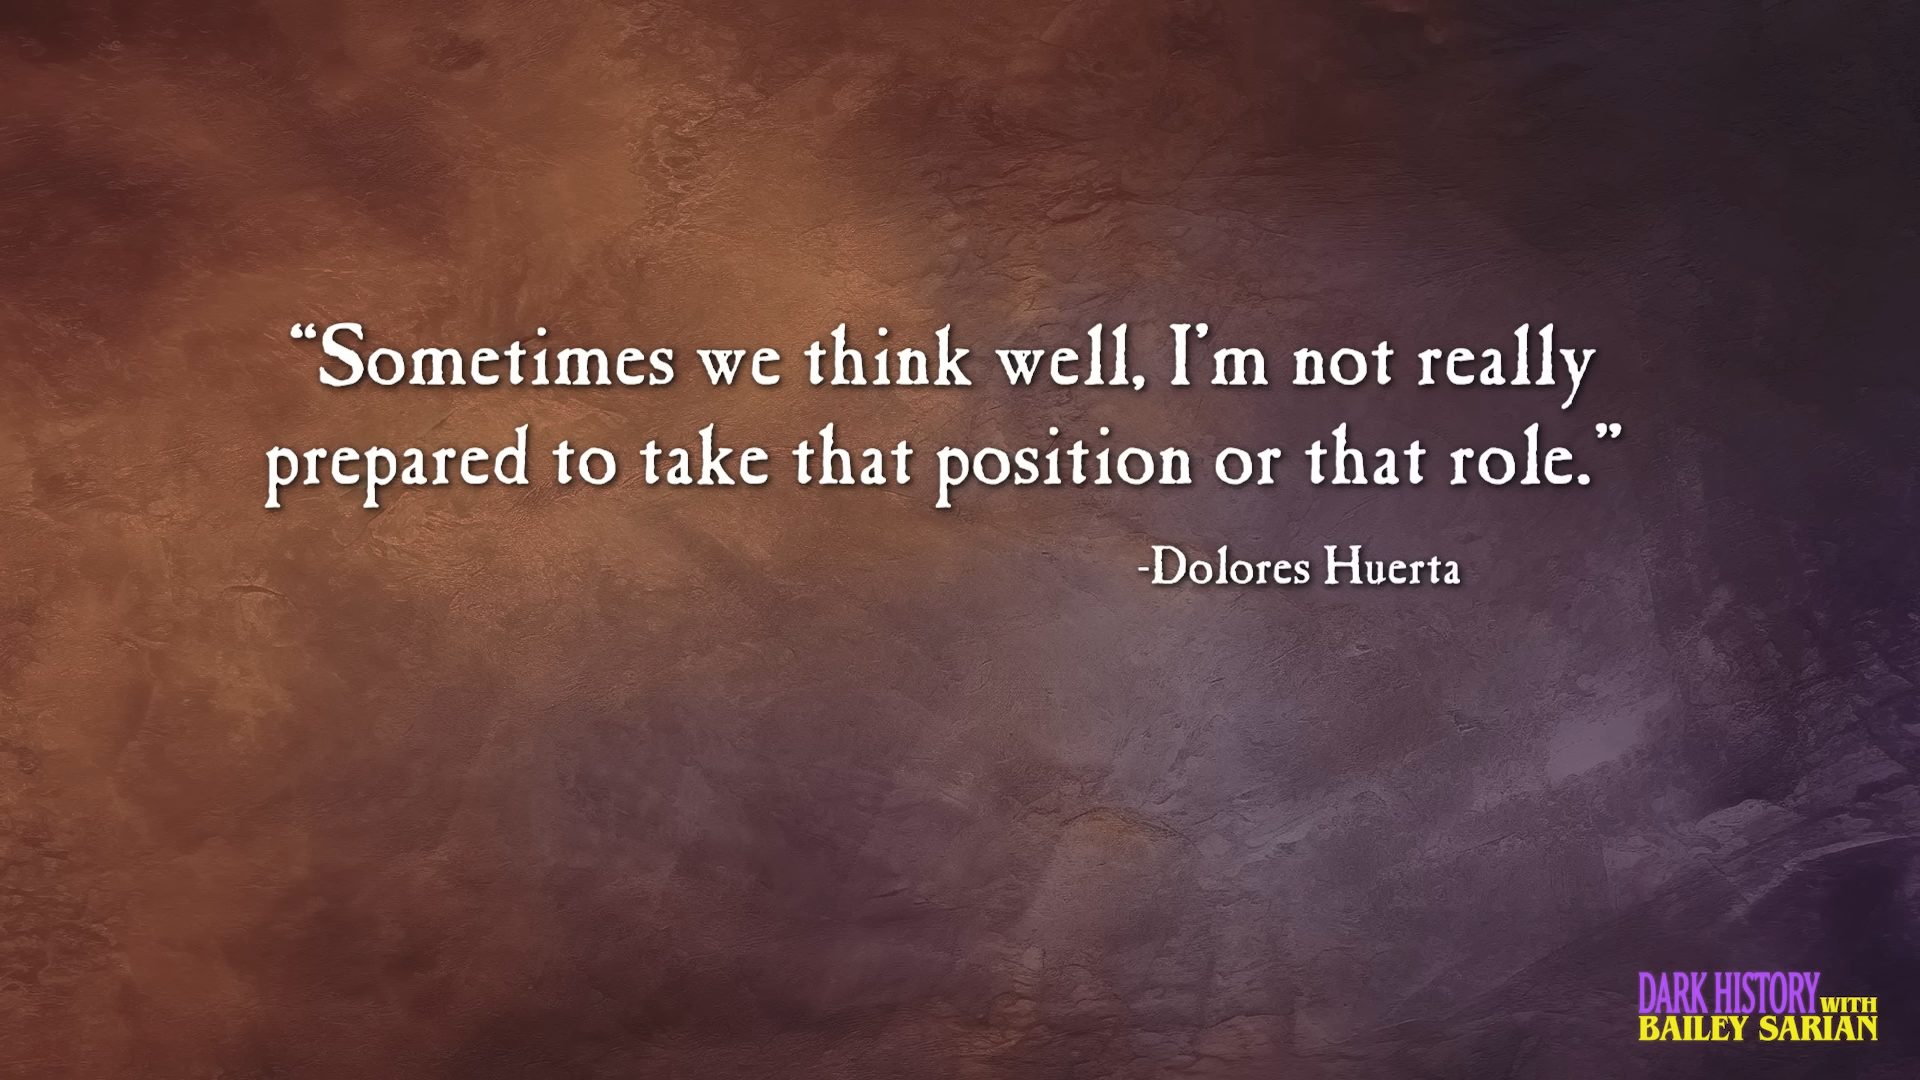 “Sometimes we think well, I’m not really
prepared to take that position or that role.”
-Dolores Huerta
DARK HISTORY WITH
BAILEY SARIAN